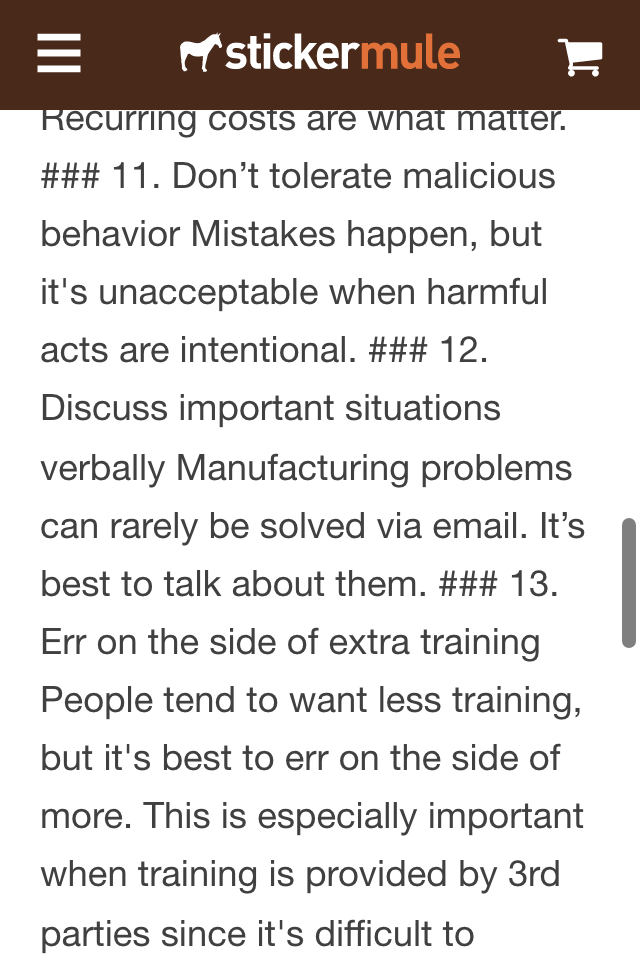 stickermule
Recurring costs are what matter.
### 11. Don’t tolerate malicious
behavior Mistakes happen, but
it's unacceptable when harmful
acts are intentional. ### 12.
Discuss important situations
verbally Manufacturing problems
can rarely be solved via email. It’s
best to talk about them. ### 13.
Err on the side of extra training
People tend to want less training,
but it's best to err on the side of
more. This is especially important
when training is provided by 3rd
parties since it's difficult to